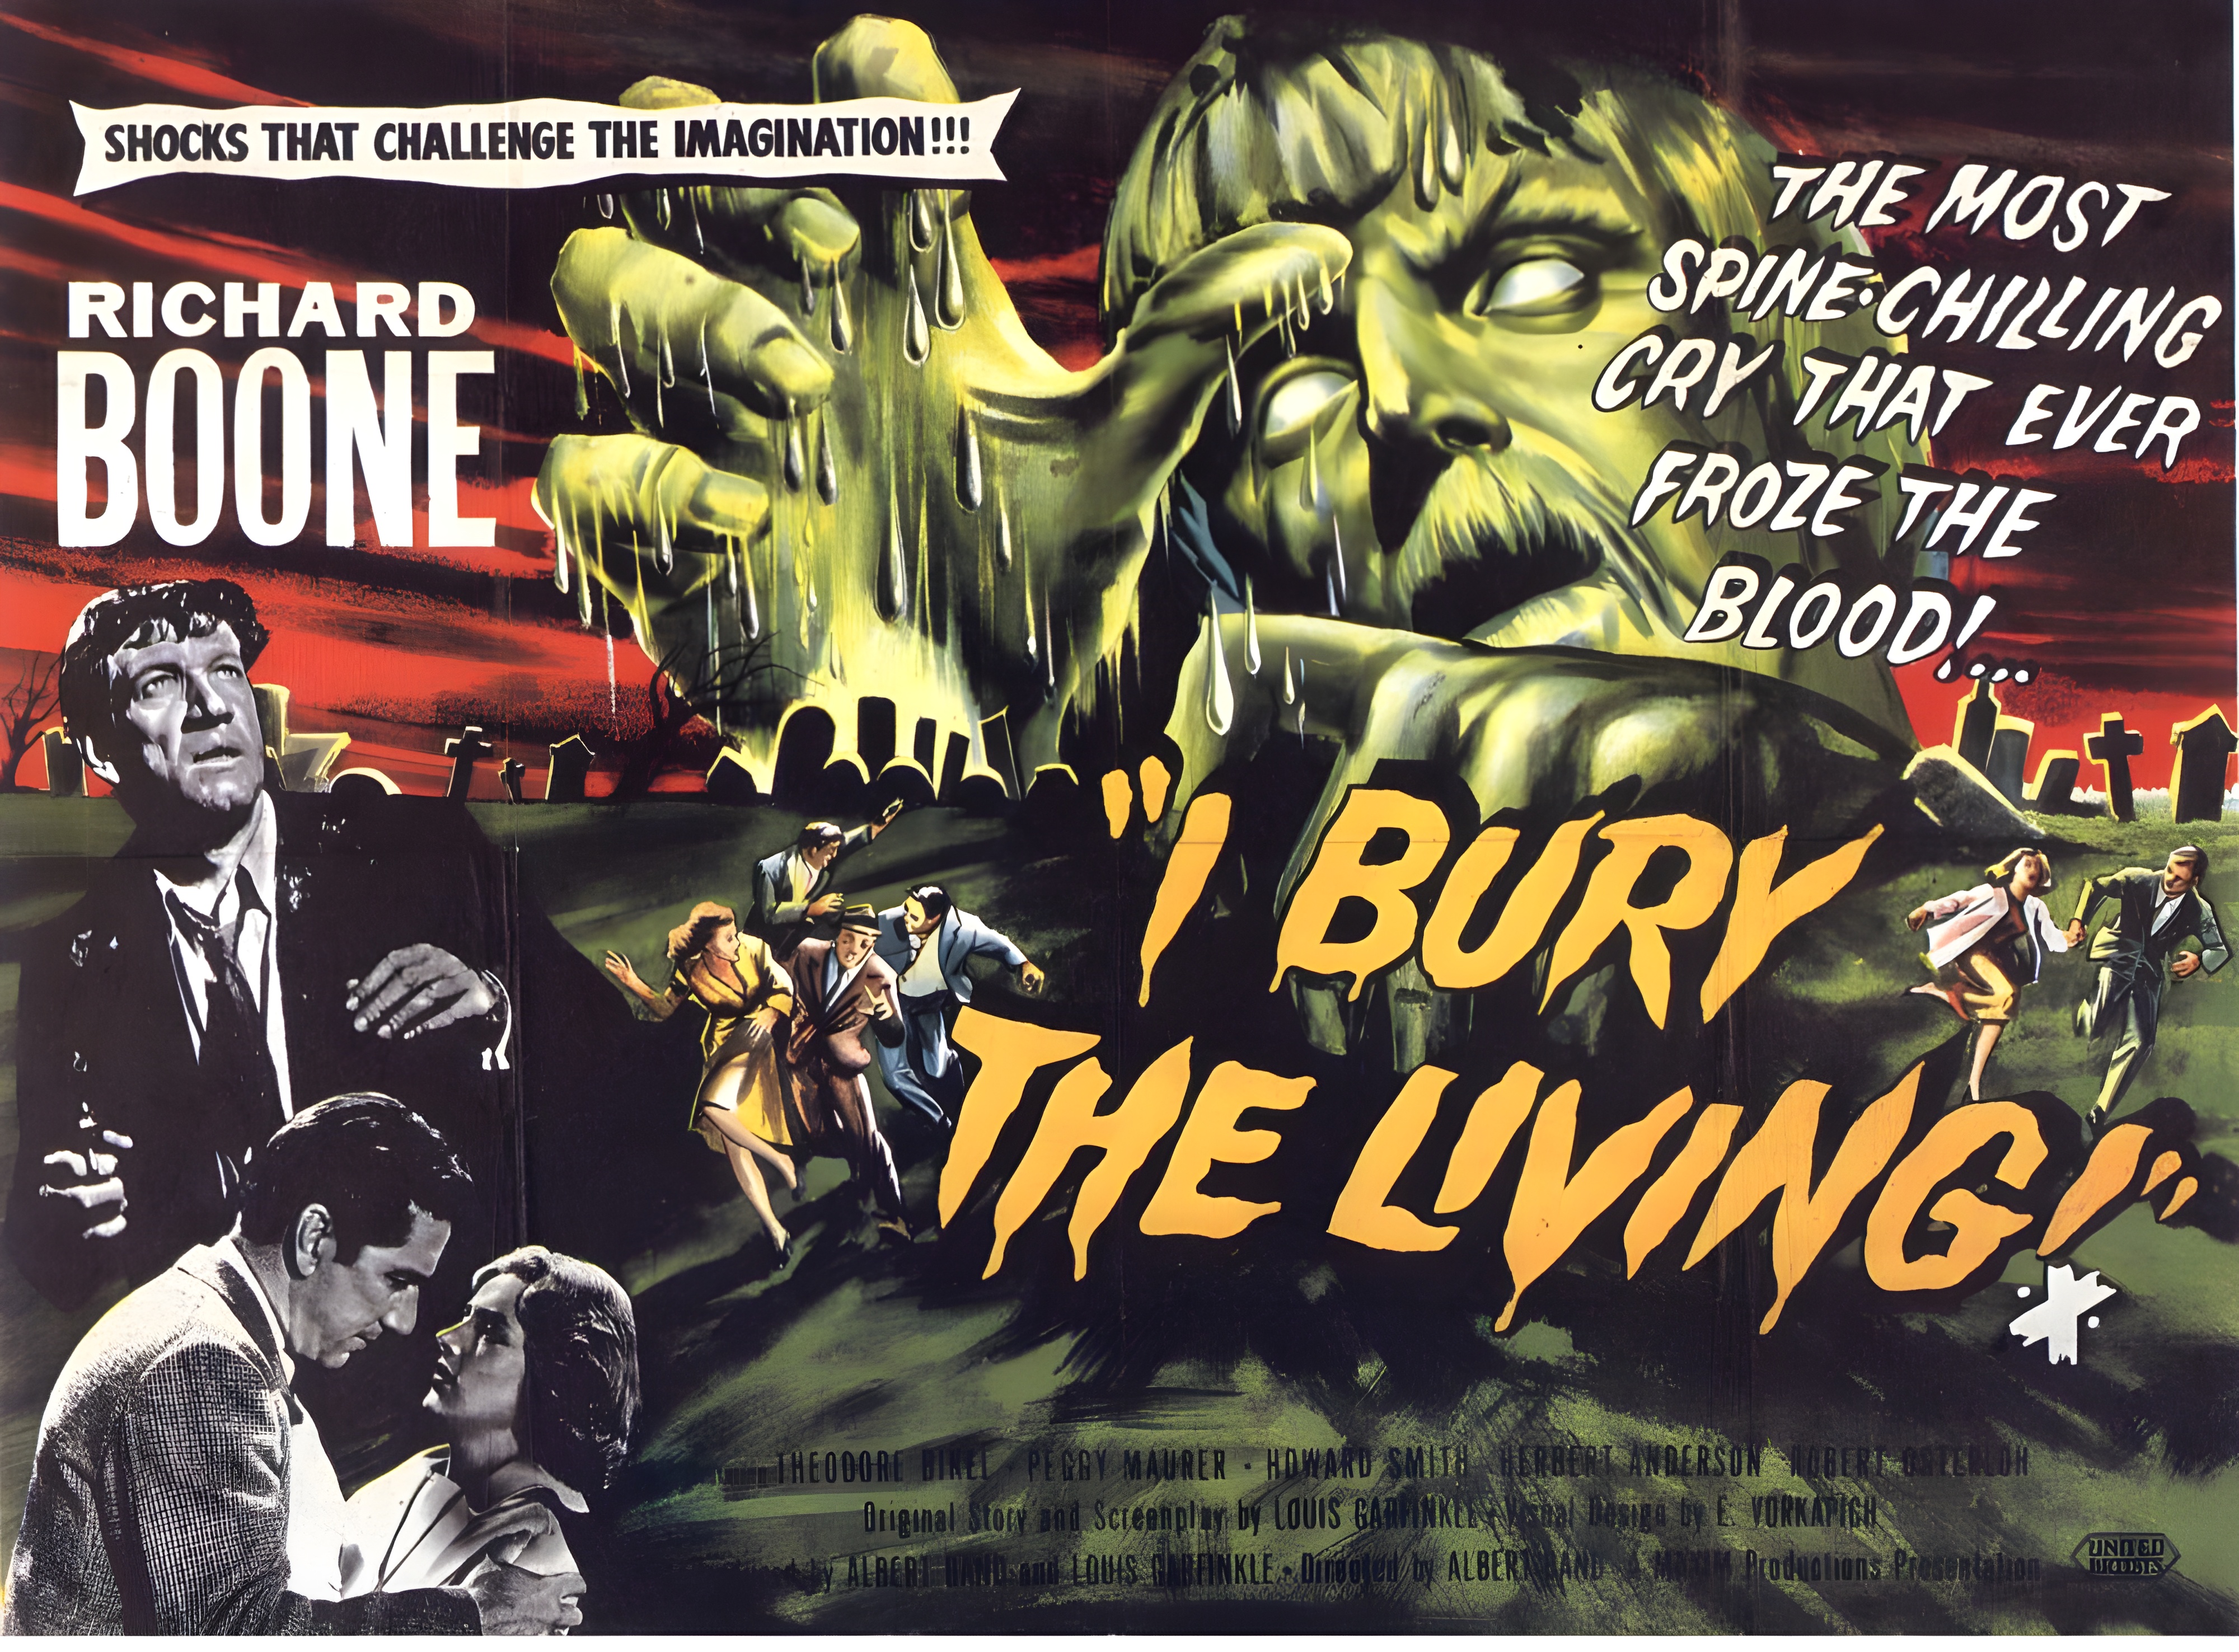 SHOCKS THAT CHALLENGE THE IMAGINATION!!!
RICHARD
BOONE
THE MOST
SPINE-CHILLING
CRY THAT EVER
FROZE THE
BLOOD!...
"I BURY
THE LIVING!"
THEODORE BIKEL · PEGGY MAURER · HOWARD SMITH · HERBERT ANDERSON · ROBERT OSTERLOH
Original Story and Screenplay by LOUIS GARFINKLE · Visual Design by E. VORKAPICH
by ALBERT BAND and LOUIS GARFINKLE · Directed by ALBERT BAND · A MAXIM Productions Presentation
UNITED